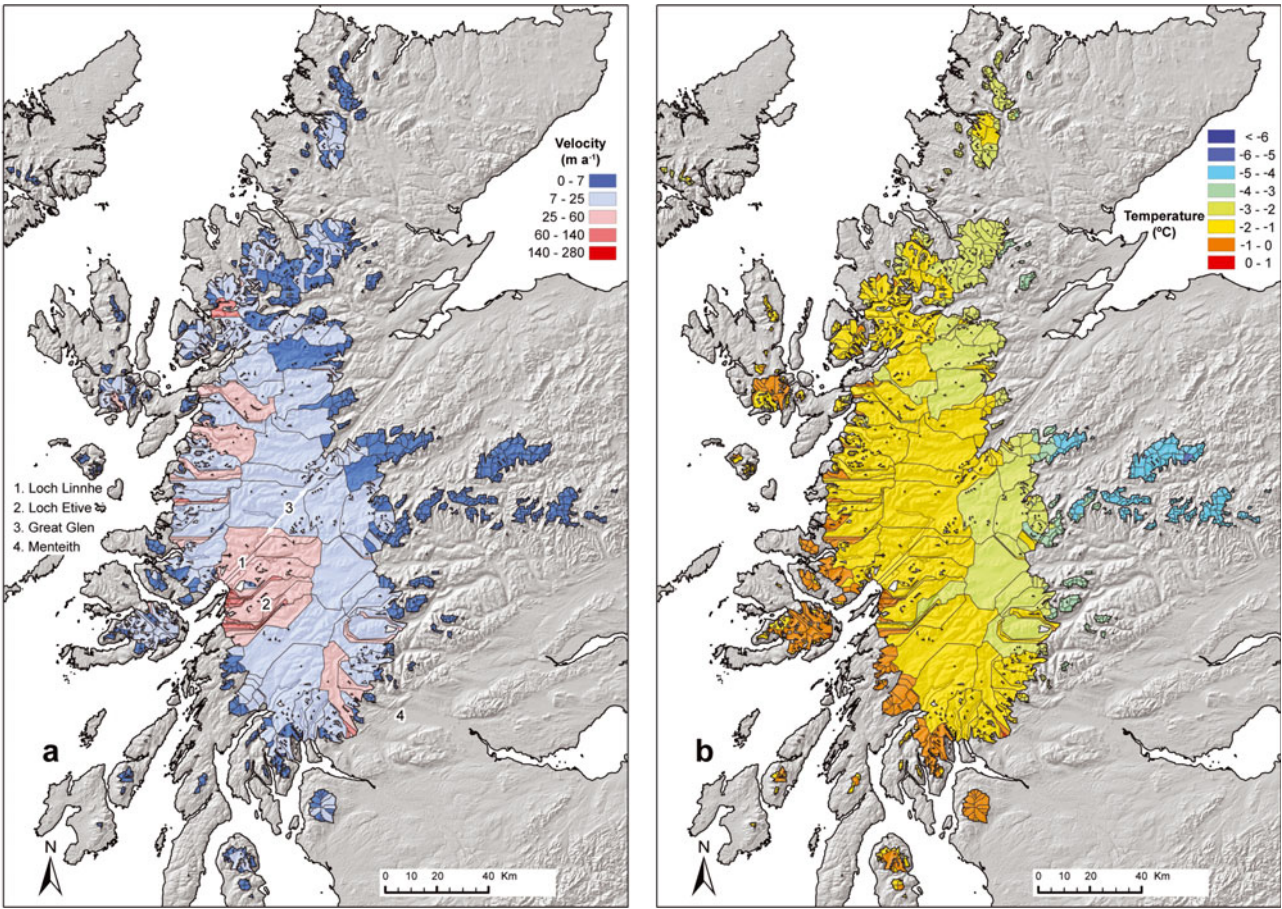 Velocity
(m a⁻¹)
0 - 7
7 - 25
25 - 60
60 - 140
140 - 280
1. Loch Linnhe
2. Loch Etive
3. Great Glen
4. Menteith
3
1
2
4
a
N
0 10 20 40 Km
< -6
-6 - -5
-5 - -4
-4 - -3
-3 - -2
-2 - -1
-1 - 0
0 - 1
Temperature
(ºC)
b
N
0 10 20 40 Km